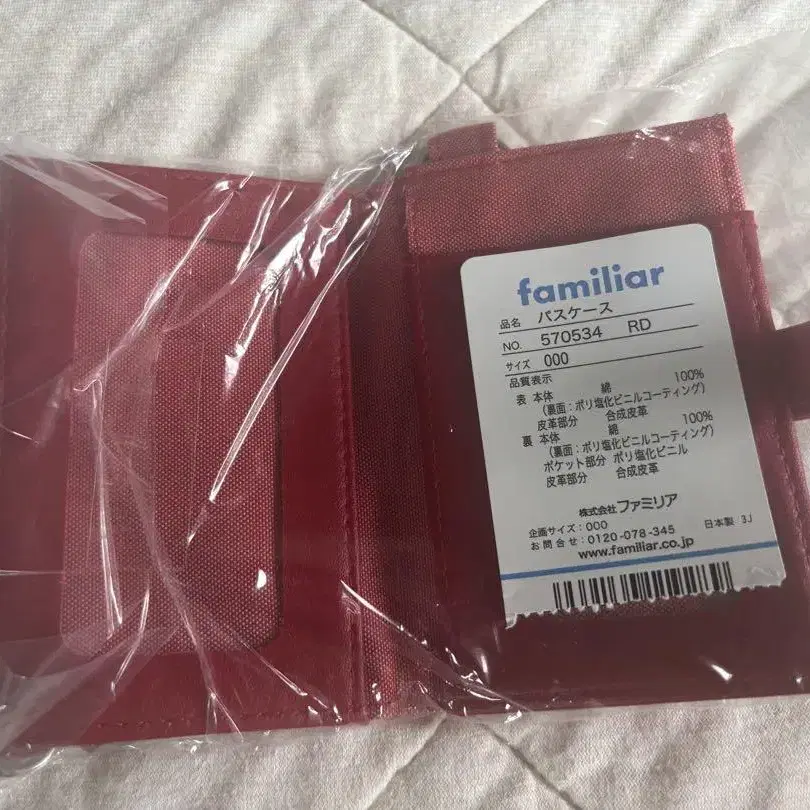 familiar
品名 パスケース
NO. 570534 RD
サイズ 000
品質表示
表 本体 綿 100%
(裏面:ポリ塩化ビニルコーティング)
皮革部分 合成皮革
裏 本体 綿 100%
(裏面:ポリ塩化ビニルコーティング)
ポケット部分 ポリ塩化ビニル
皮革部分 合成皮革
株式会社ファミリア
企画サイズ:000
お問合せ:0120-078-345 日本製 3J
www.familiar.co.jp